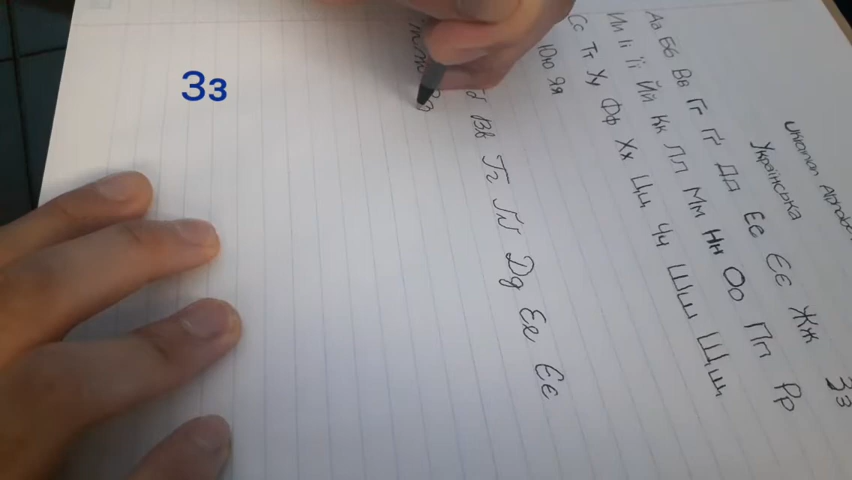 Зз
Ukrainian
Українська
Аа Бб Вв Гг Ґґ Дд Ее Єє Жж Зз
Ии Іі Її Йй Кк Лл Мм Нн Оо Пп Рр
Сс Тт Уу Фф Хх Цц Чч Шш Щщ
Юю Яя
Вв Гг Ґґ Дд Ее Єє